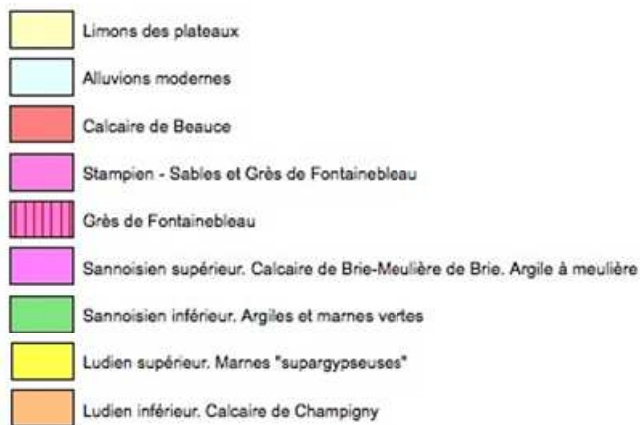 Limons des plateaux
Alluvions modernes
Calcaire de Beauce
Stampien - Sables et Grès de Fontainebleau
Grès de Fontainebleau
Sannoisien supérieur. Calcaire de Brie-Meulière de Brie. Argile à meulière
Sannoisien inférieur. Argiles et marnes vertes
Ludien supérieur. Marnes "supargypseuses"
Ludien inférieur. Calcaire de Champigny